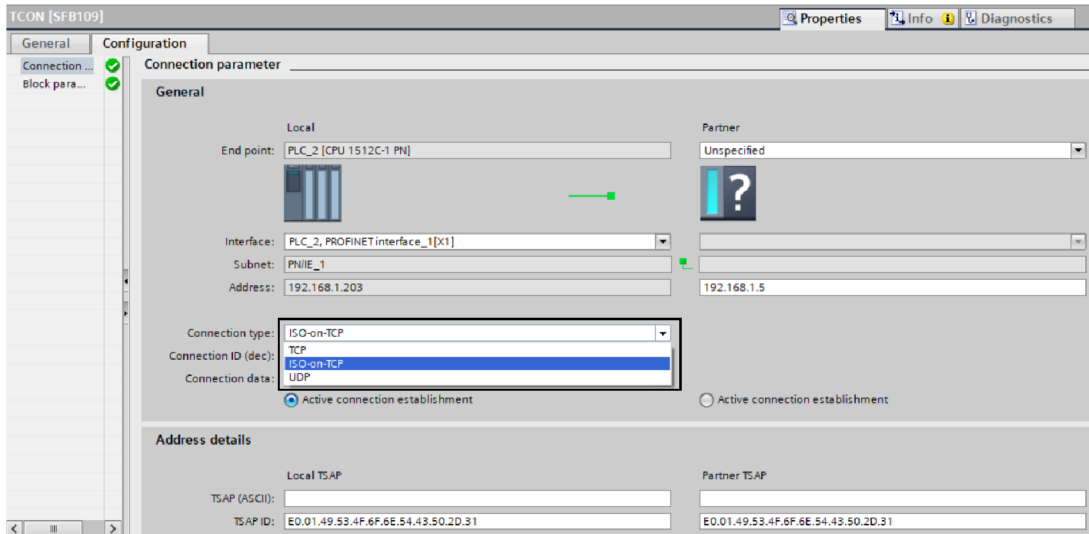 TCON [SFB109]
Properties Info Diagnostics
General Configuration
Connection ...
Block para...
Connection parameter
General
Local Partner
End point: PLC_2 [CPU 1512C-1 PN] Unspecified
?
Interface: PLC_2, PROFINET interface_1[X1]
Subnet: PN/IE_1
Address: 192.168.1.203 192.168.1.5
Connection type: ISO-on-TCP
TCP
Connection ID (dec): ISO-on-TCP
Connection data: UDP
Active connection establishment Active connection establishment
Address details
Local TSAP Partner TSAP
TSAP (ASCII):
TSAP ID: E0.01.49.53.4F.6F.6E.54.43.50.2D.31 E0.01.49.53.4F.6F.6E.54.43.50.2D.31